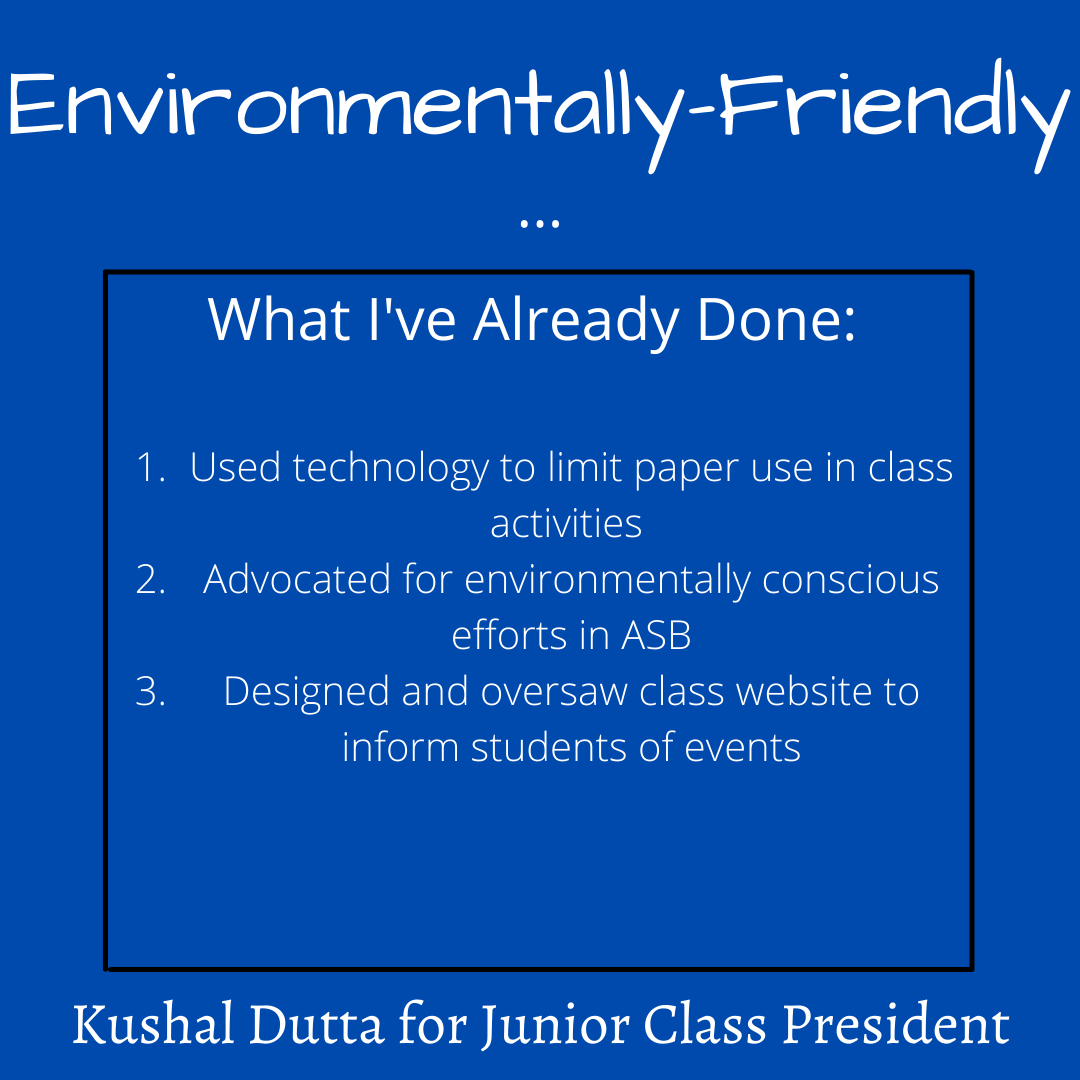 Environmentally-Friendly
...
What I've Already Done:
1. Used technology to limit paper use in class
activities
2. Advocated for environmentally conscious
efforts in ASB
3. Designed and oversaw class website to
inform students of events
Kushal Dutta for Junior Class President